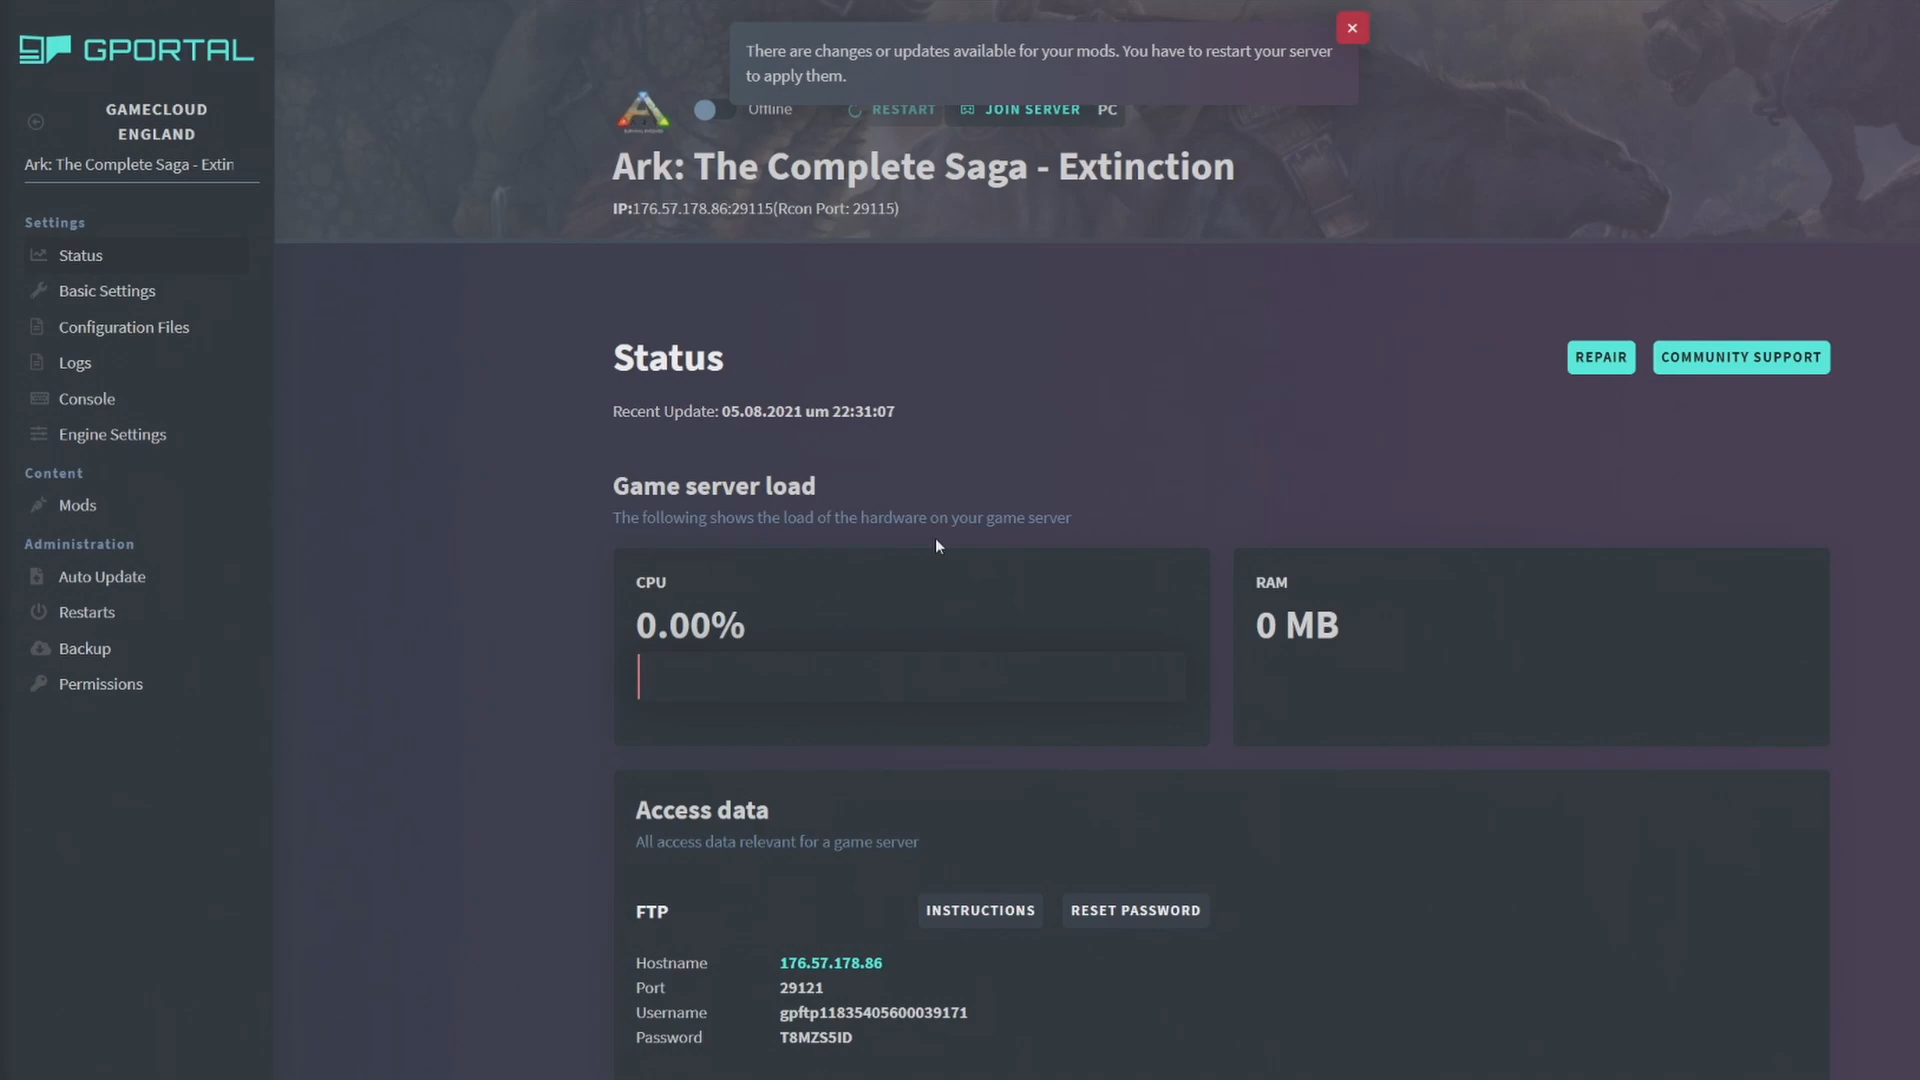 GPORTAL
GAMECLOUD
ENGLAND
Ark: The Complete Saga - Extin
Settings
Status
Basic Settings
Configuration Files
Logs
Console
Engine Settings
Content
Mods
Administration
Auto Update
Restarts
Backup
Permissions
There are changes or updates available for your mods. You have to restart your server
to apply them.
Offline
RESTART
JOIN SERVER
PC
Ark: The Complete Saga - Extinction
IP:176.57.178.86:29115(Rcon Port: 29115)
Status
REPAIR
COMMUNITY SUPPORT
Recent Update: 05.08.2021 um 22:31:07
Game server load
The following shows the load of the hardware on your game server
CPU
0.00%
RAM
0 MB
Access data
All access data relevant for a game server
FTP
INSTRUCTIONS
RESET PASSWORD
Hostname 176.57.178.86
Port 29121
Username gpftp11835405600039171
Password T8MZS5ID